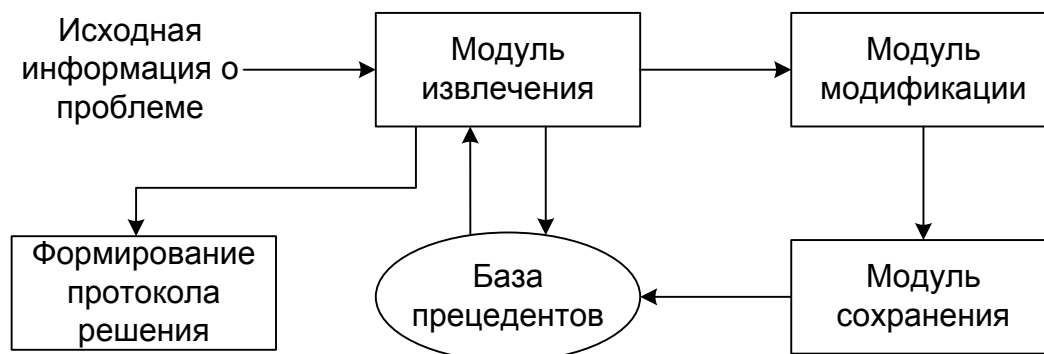 Исходная
информация о
проблеме
Модуль
извлечения
Модуль
модификации
Формирование
протокола
решения
База
прецедентов
Модуль
сохранения